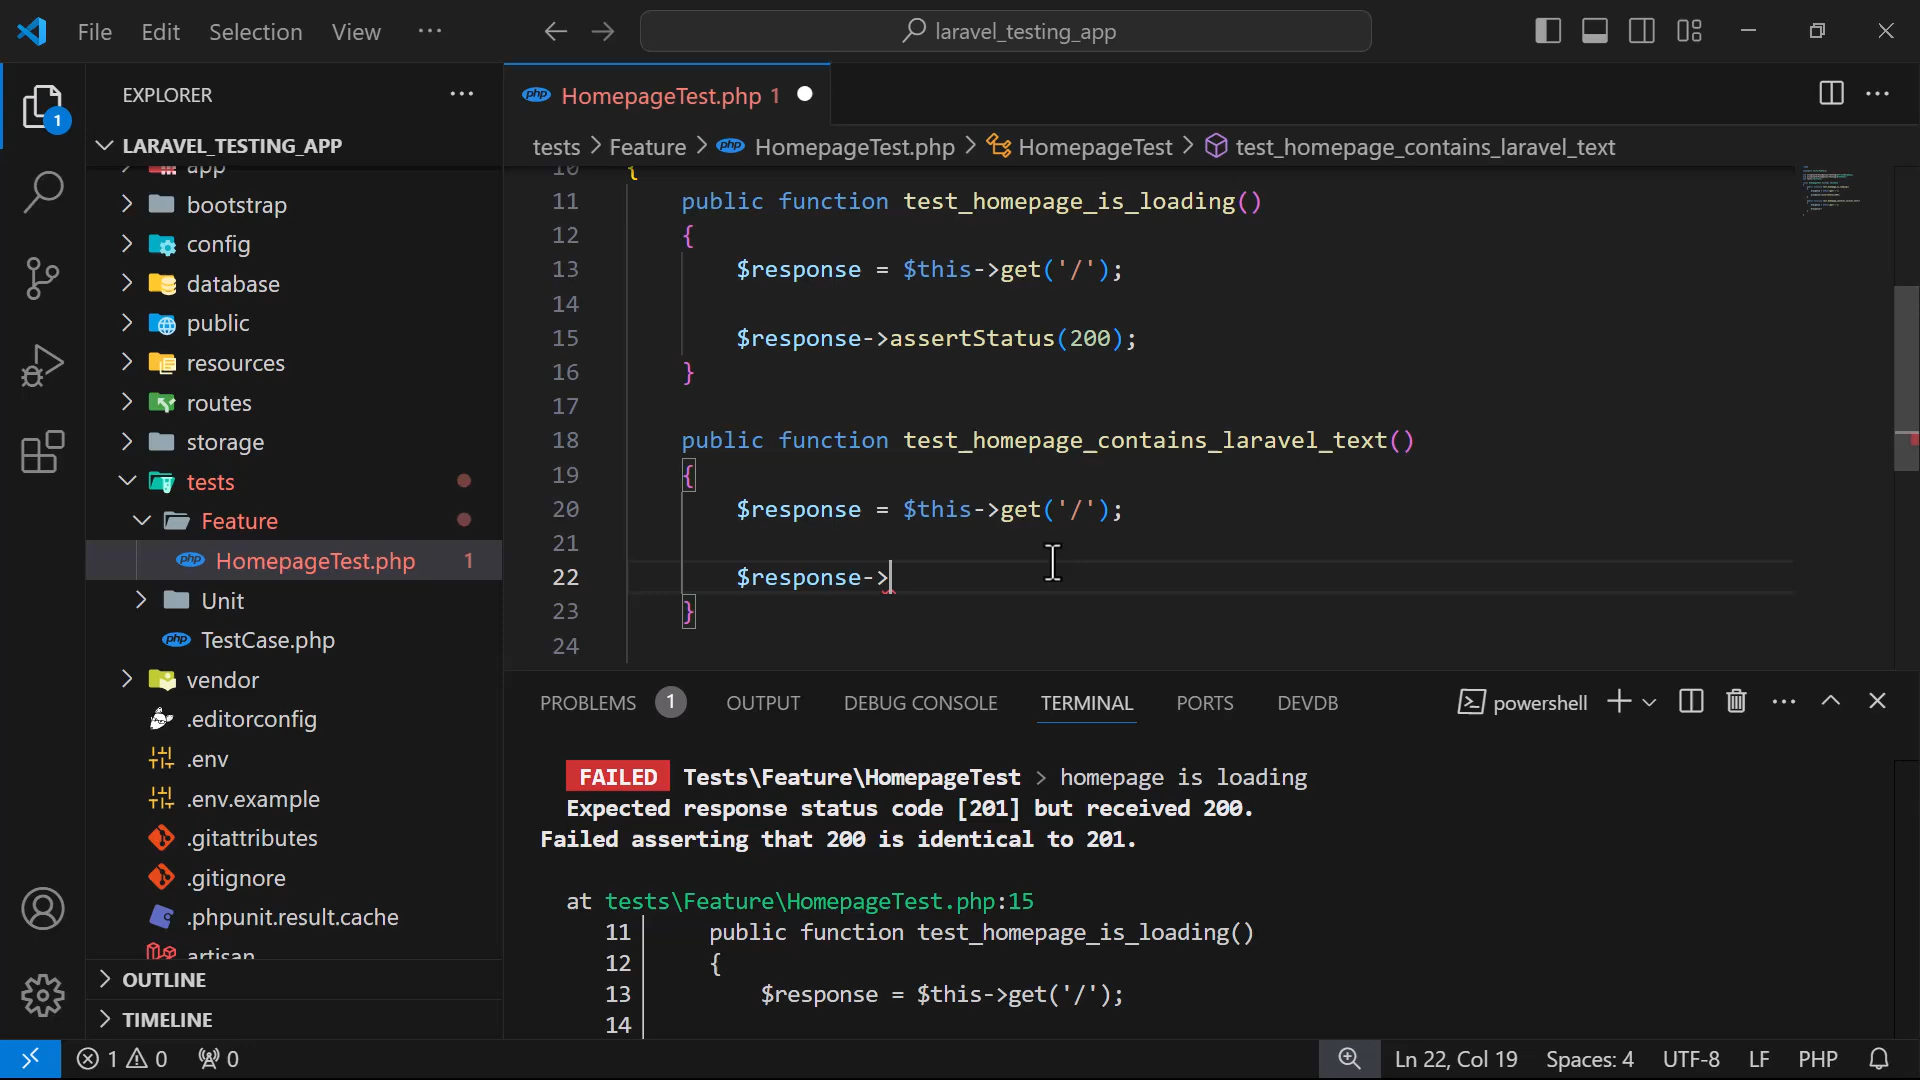 File Edit Selection View ··· laravel_testing_app
EXPLORER ···
LARAVEL_TESTING_APP
app
bootstrap
config
database
public
resources
routes
storage
tests
Feature
HomepageTest.php 1
Unit
TestCase.php
vendor
.editorconfig
.env
.env.example
.gitattributes
.gitignore
.phpunit.result.cache
artisan
OUTLINE
TIMELINE
1
HomepageTest.php 1
tests > Feature > HomepageTest.php > HomepageTest > test_homepage_contains_laravel_text
10 {
11 public function test_homepage_is_loading()
12 {
13 $response = $this->get('/');
14
15 $response->assertStatus(200);
16 }
17
18 public function test_homepage_contains_laravel_text()
19 {
20 $response = $this->get('/');
21
22 $response->
23 }
24
PROBLEMS 1 OUTPUT DEBUG CONSOLE TERMINAL PORTS DEVDB powershell
FAILED Tests\Feature\HomepageTest > homepage is loading
Expected response status code [201] but received 200.
Failed asserting that 200 is identical to 201.
at tests\Feature\HomepageTest.php:15
11 public function test_homepage_is_loading()
12 {
13 $response = $this->get('/');
14
1 0 0 Ln 22, Col 19 Spaces: 4 UTF-8 LF PHP